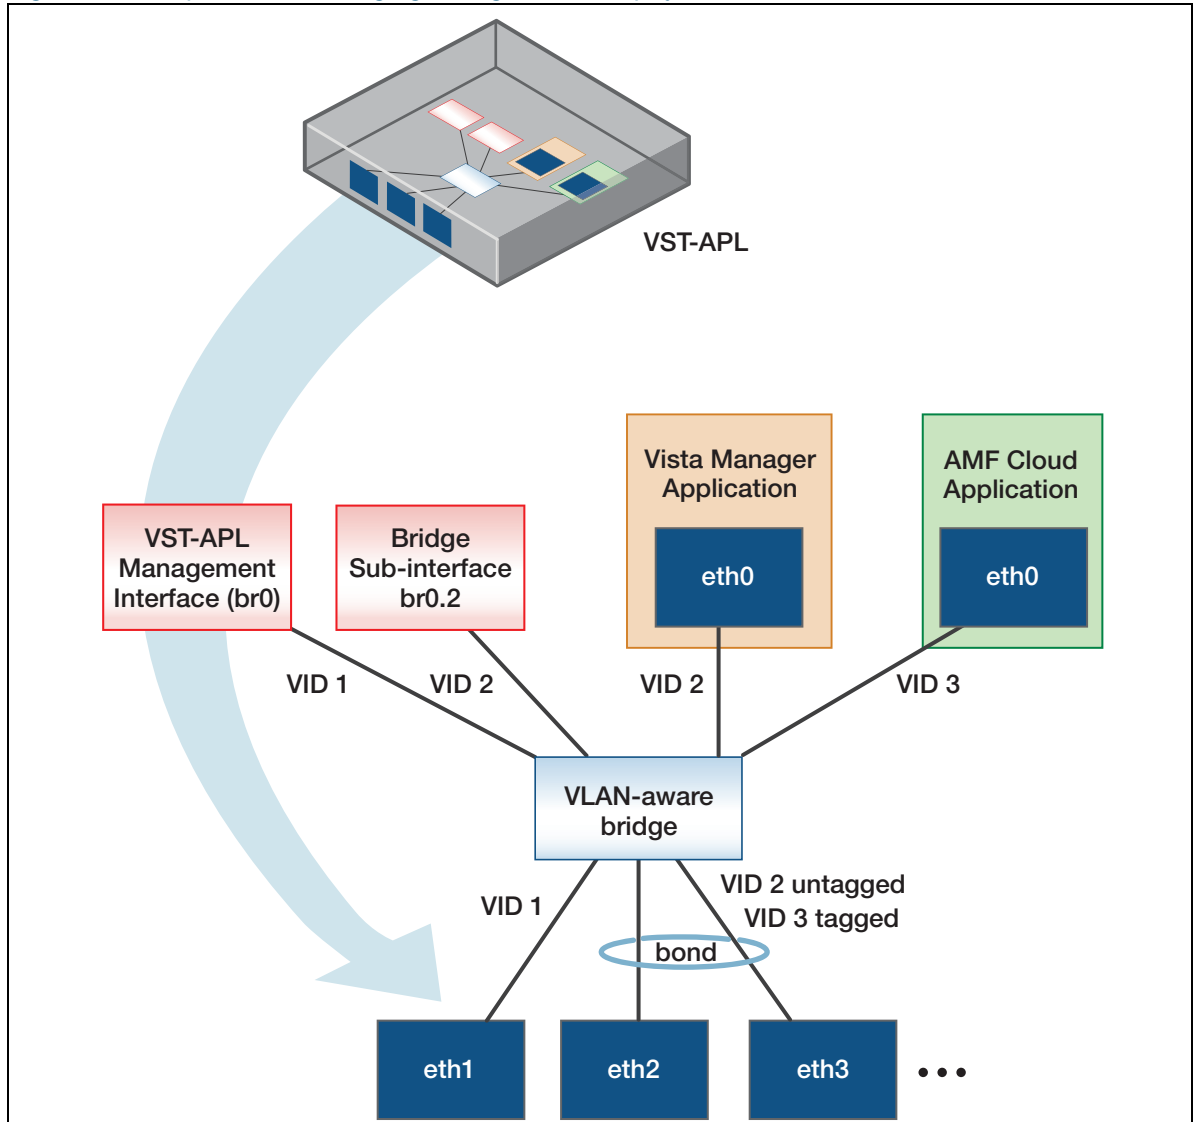 VST-APL
Vista Manager
Application
AMF Cloud
Application
VST-APL
Management
Interface (br0)
Bridge
Sub-interface
br0.2
eth0
eth0
VID 1
VID 2
VID 2
VID 3
VLAN-aware
bridge
VID 1
VID 2 untagged
VID 3 tagged
bond
eth1
eth2
eth3